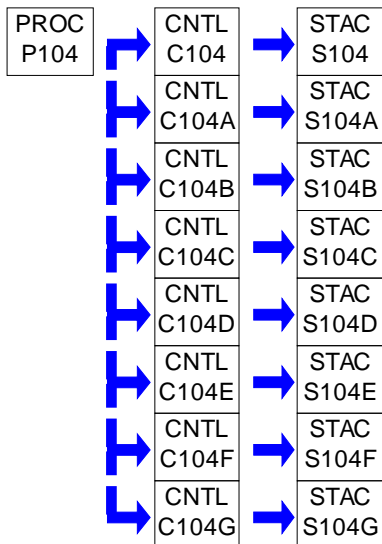 PROC
P104
CNTL
C104
STAC
S104
CNTL
C104A
STAC
S104A
CNTL
C104B
STAC
S104B
CNTL
C104C
STAC
S104C
CNTL
C104D
STAC
S104D
CNTL
C104E
STAC
S104E
CNTL
C104F
STAC
S104F
CNTL
C104G
STAC
S104G